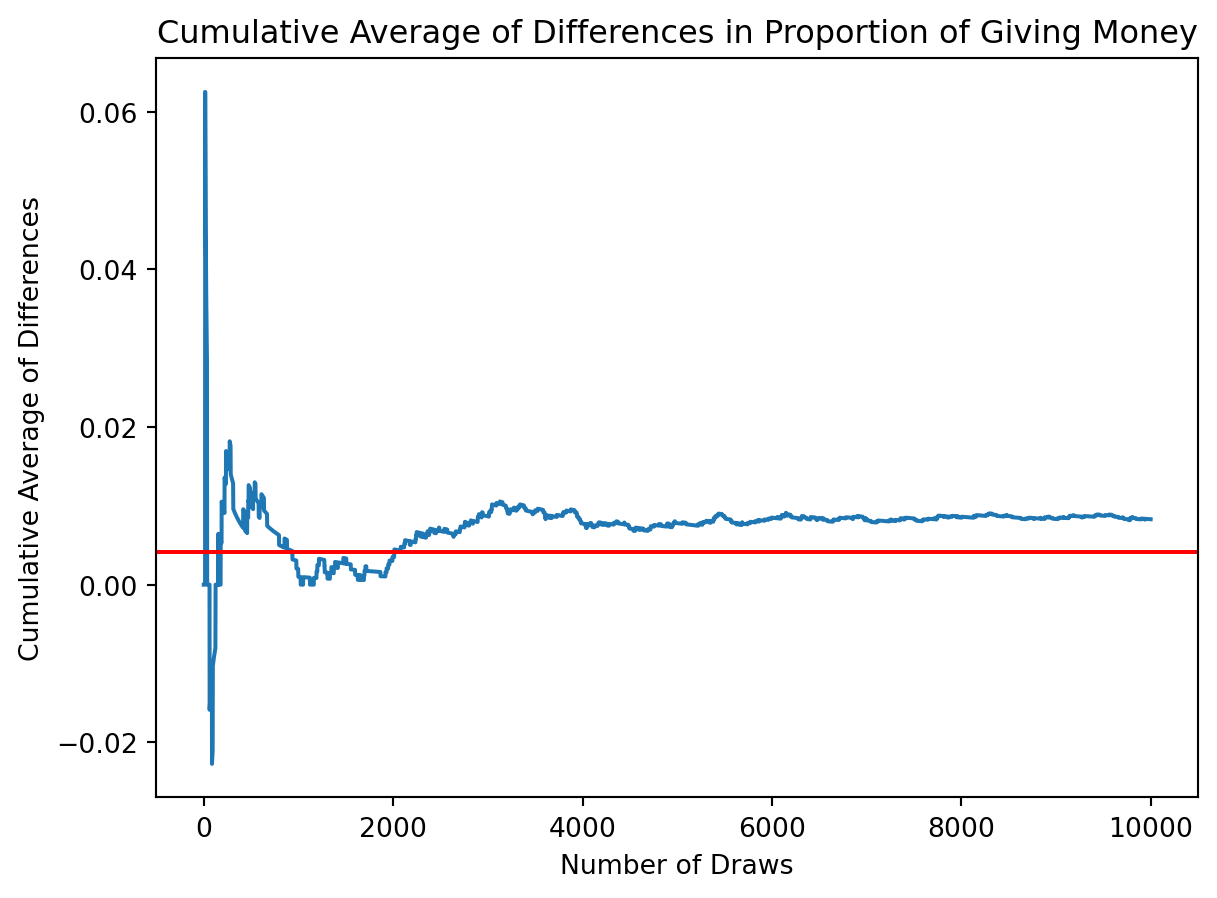 Cumulative Average of Differences in Proportion of Giving Money
Cumulative Average of Differences
0.06
0.04
0.02
0.00
−0.02
0 2000 4000 6000 8000 10000
Number of Draws